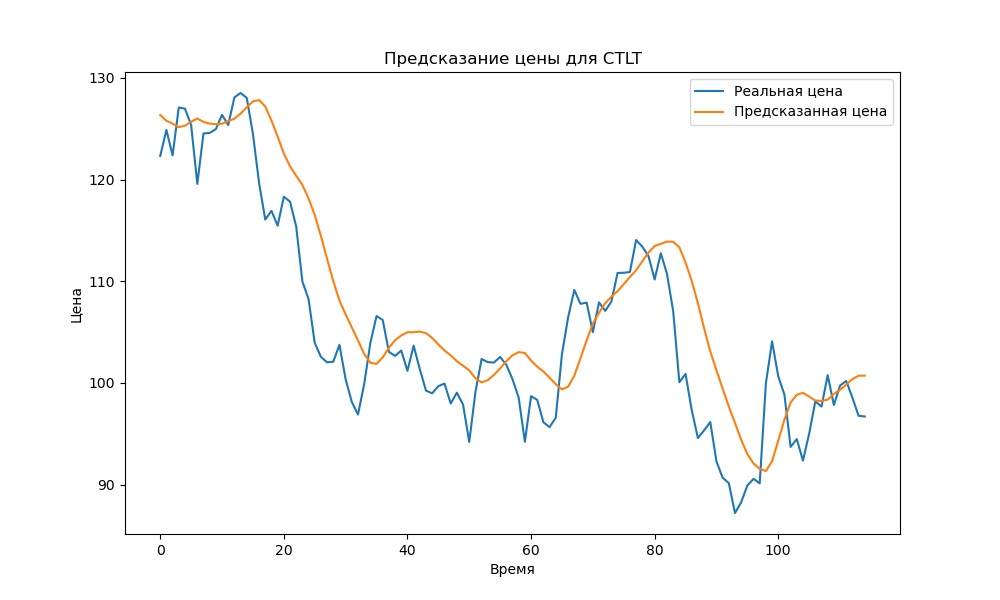 Предсказание цены для CTLT
Реальная цена
Предсказанная цена
Цена
130
120
110
100
90
0 20 40 60 80 100
Время